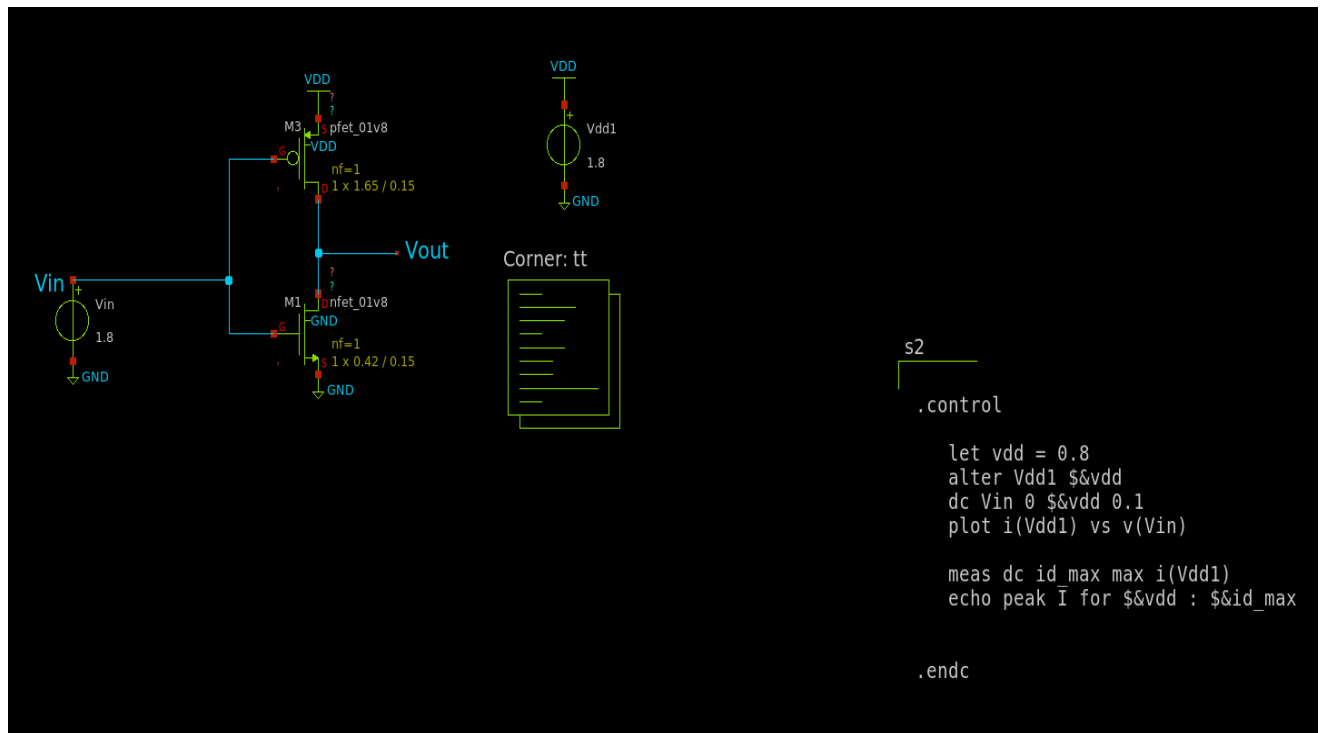 VDD
?
?
M3
S
pfet_01v8
G
VDD
nf=1
D
1 x 1.65 / 0.15
VDD
+
Vdd1
1.8
GND
Vout
Vin
+
Vin
1.8
GND
?
?
M1
D
nfet_01v8
GND
G
nf=1
S
1 x 0.42 / 0.15
GND
Corner: tt
s2
.control
let vdd = 0.8
alter Vdd1 $&vdd
dc Vin 0 $&vdd 0.1
plot i(Vdd1) vs v(Vin)
meas dc id_max max i(Vdd1)
echo peak I for $&vdd : $&id_max
.endc